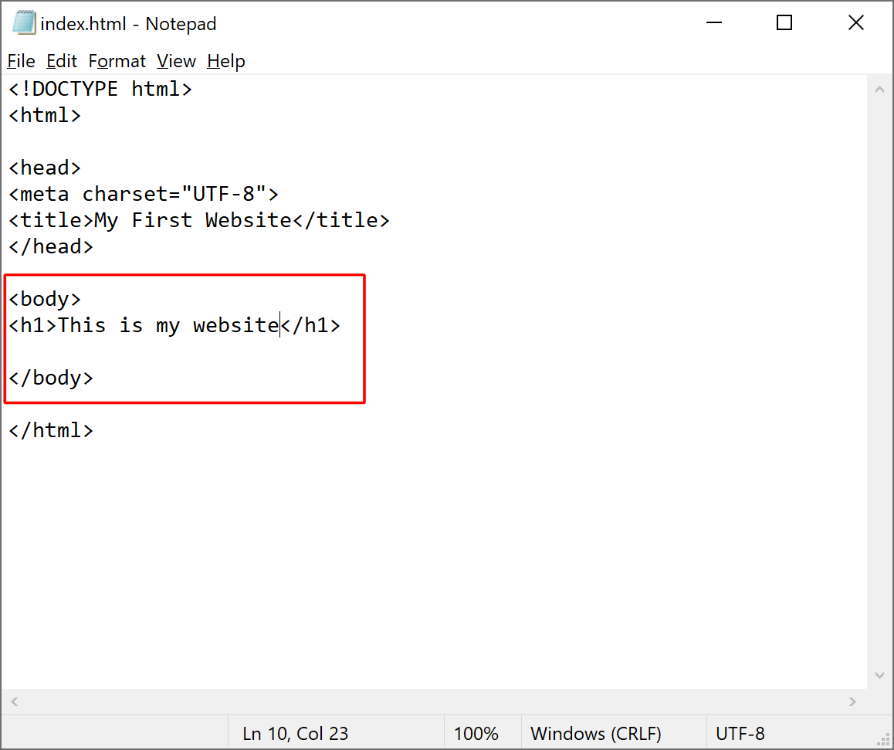 index.html - Notepad
File Edit Format View Help
<!DOCTYPE html>
<html>
<head>
<meta charset="UTF-8">
<title>My First Website</title>
</head>
<body>
<h1>This is my website</h1>
</body>
</html>
Ln 10, Col 23 100% Windows (CRLF) UTF-8